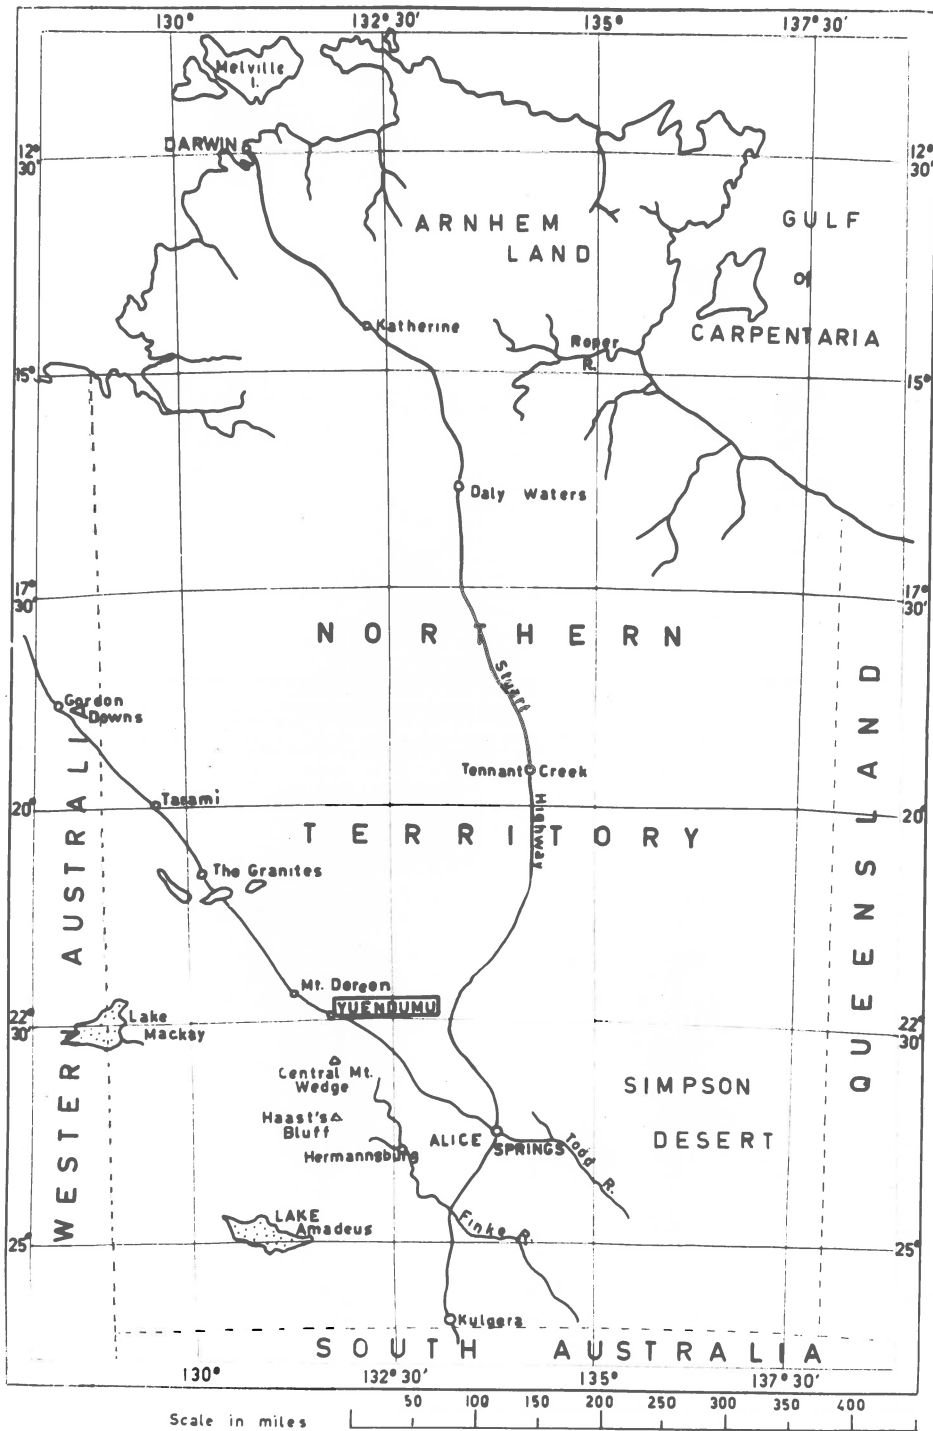 130° 132° 30' 135° 137° 30'
Melville
I.
DARWIN
12°
30'
12°
30'
ARNHEM
LAND
GULF
of
CARPENTARIA
Katherine
Roper
R.
15°
15°
Daly Waters
17°
30'
17°
30'
NORTHERN
Stuart
Gordon
Downs
Tennant Creek
Tanami
20°
20°
Highway
TERRITORY
The Granites
WESTERN AUSTRALIA
QUEENSLAND
Mt. Doreen
YUENDUMU
Lake
Mackay
22°
30'
22°
30'
Central Mt.
Wedge
SIMPSON
DESERT
Haast's
Bluff
Hermannsburg
ALICE SPRINGS
Todd R.
LAKE
Amadeus
Finke R.
25°
25°
Kulgera
SOUTH AUSTRALIA
130° 132° 30' 135° 137° 30'
Scale in miles 50 100 150 200 250 300 350 400